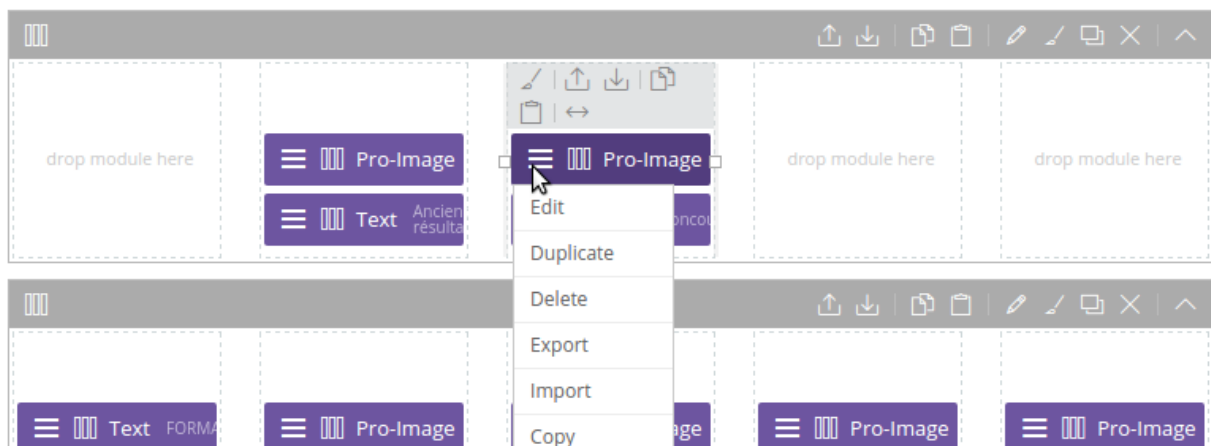 drop module here
Pro-Image
Pro-Image
drop module here
drop module here
Text Ancien
résulta
Edit
Duplicate
Delete
Export
Import
Copy
Text FORMA
Pro-Image
age
Pro-Image
Pro-Image